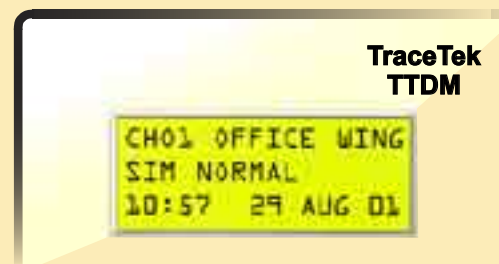 TraceTek
TTDM
CH01 OFFICE WING
SIM NORMAL
10:57 29 AUG 01